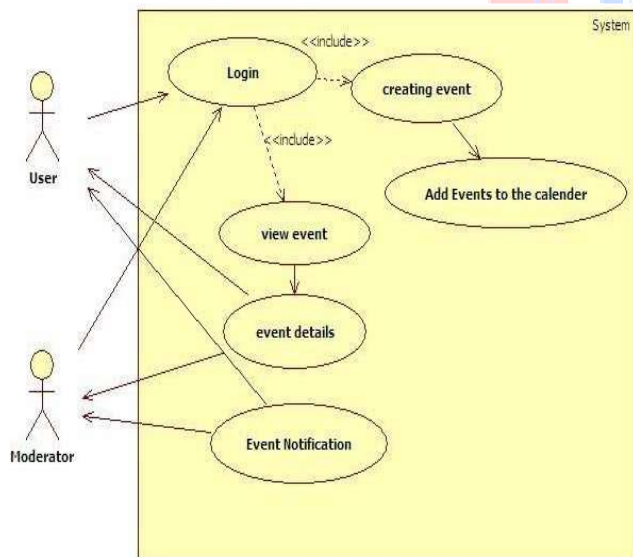 System
<<include>>
Login
creating event
<<include>>
User
Add Events to the calender
view event
event details
Event Notification
Moderator